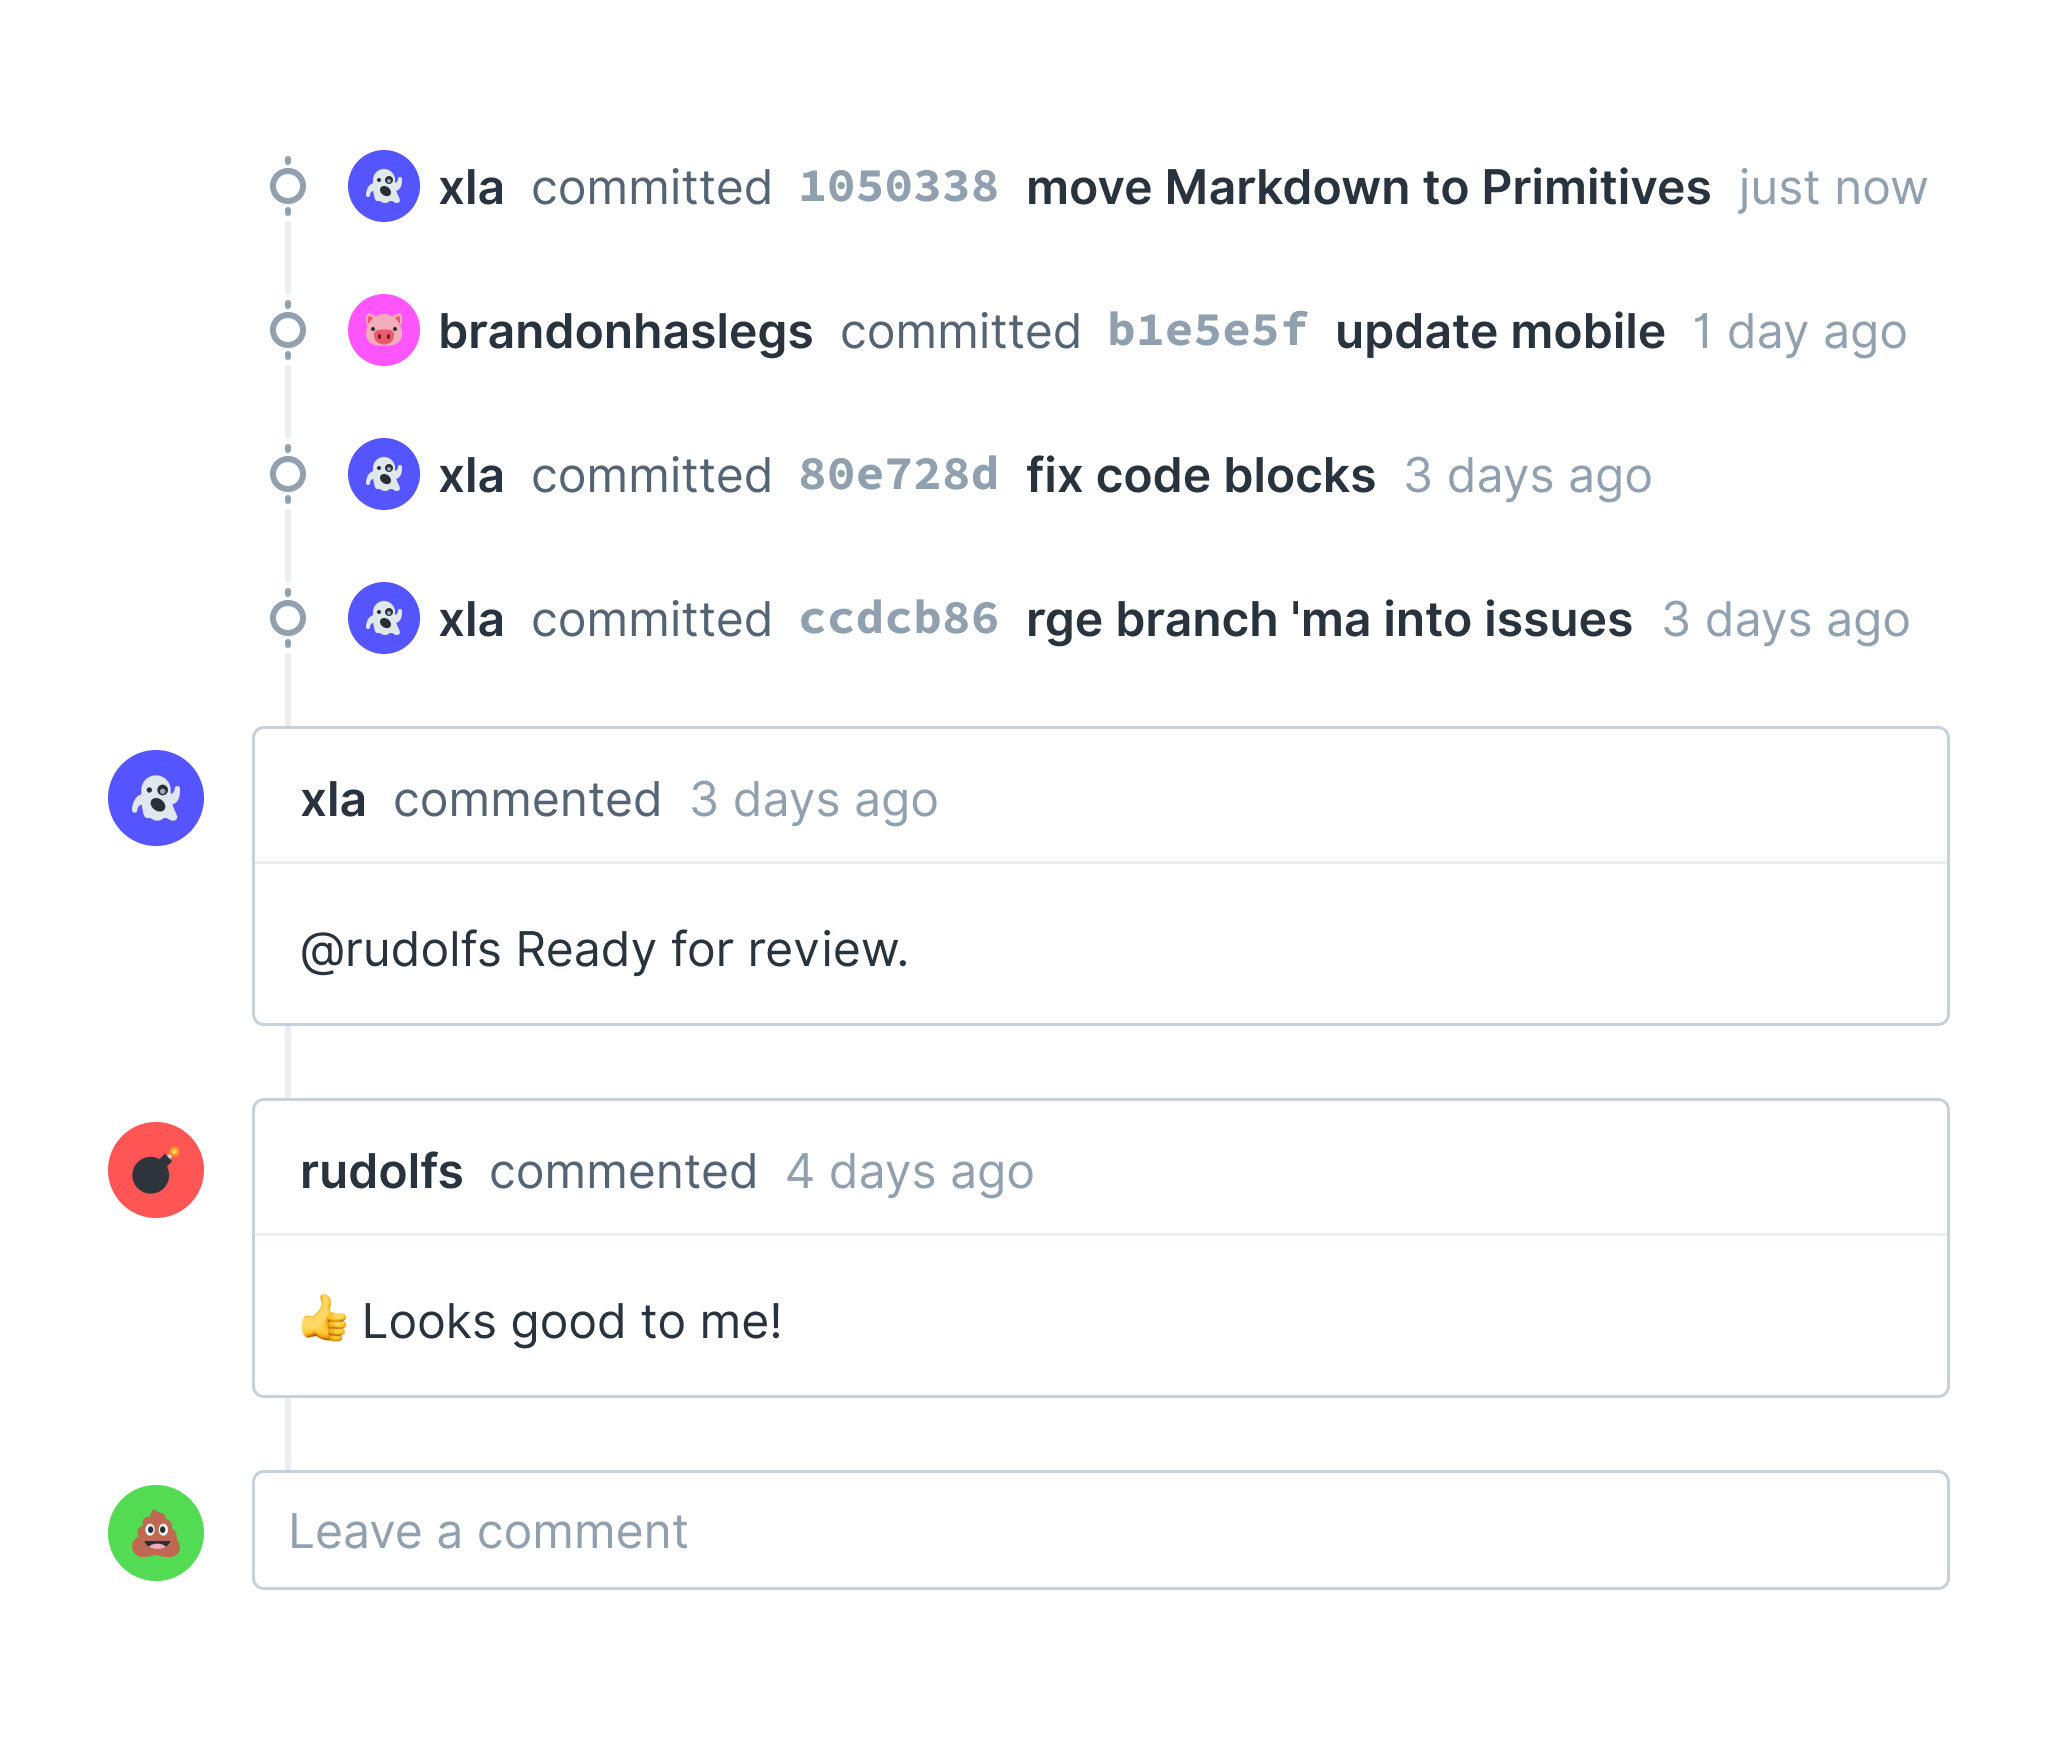 xla committed 1050338 move Markdown to Primitives just now
brandonhaslegs committed b1e5e5f update mobile 1 day ago
xla committed 80e728d fix code blocks 3 days ago
xla committed ccdcb86 rge branch 'ma into issues 3 days ago
xla commented 3 days ago
@rudolfs Ready for review.
rudolfs commented 4 days ago
👍 Looks good to me!
Leave a comment